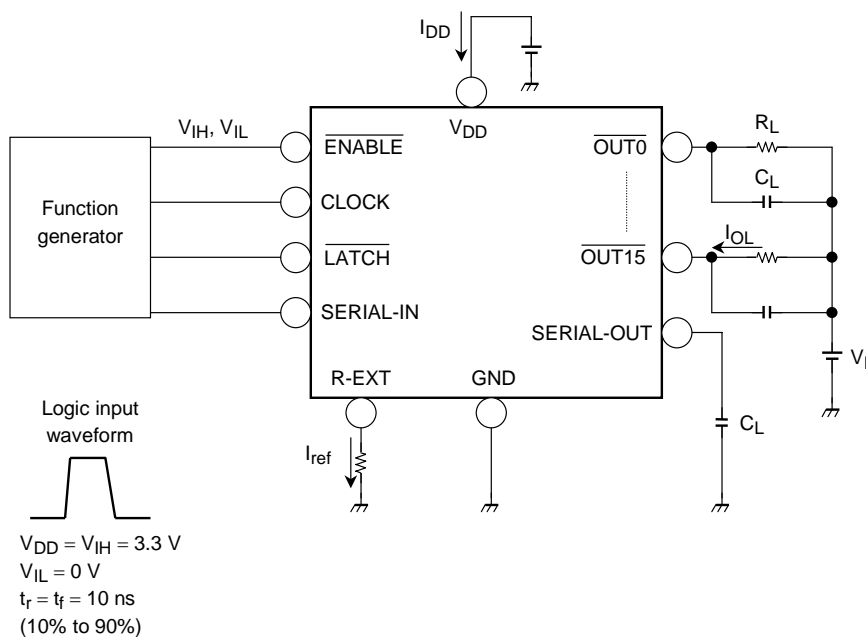 I_DD
V_IH, V_IL
V_DD
R_L
ENABLE
OUT0
C_L
Function
generator
CLOCK
LATCH
I_OL
OUT15
SERIAL-IN
SERIAL-OUT
R-EXT
GND
C_L
I_ref
Logic input
waveform
V_DD = V_IH = 3.3 V
V_IL = 0 V
t_r = t_f = 10 ns
(10% to 90%)